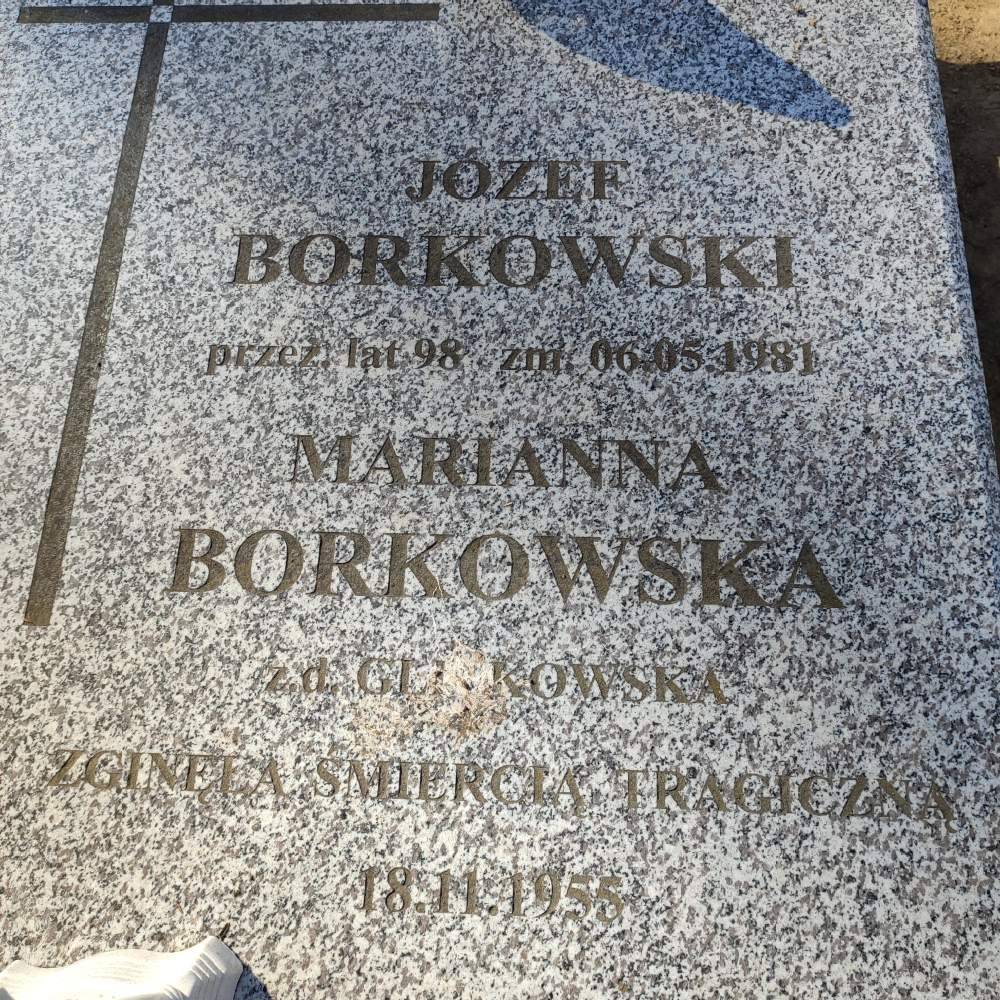 JÓZEF
BORKOWSKI
przeż. lat 98 zm. 06.05.1981
MARIANNA
BORKOWSKA
z.d.
ZGINĘŁA ŚMIERCIĄ TRAGICZNĄ
18.11.1955